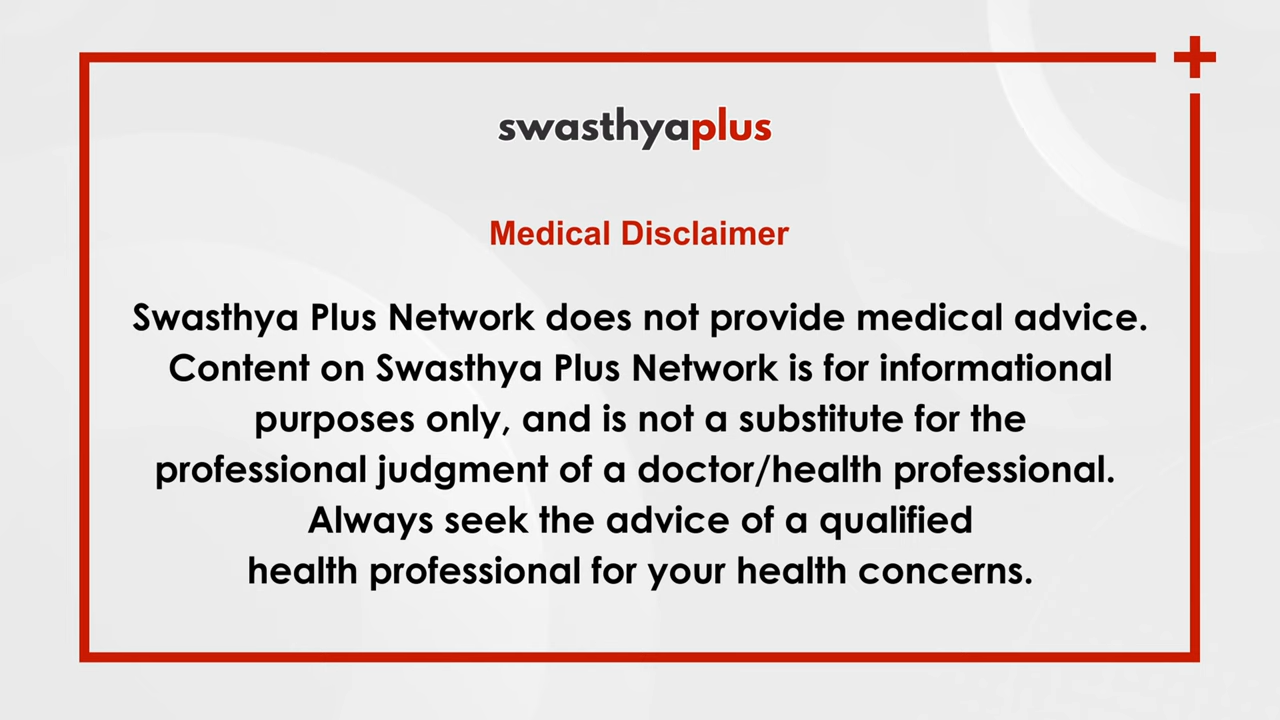 swasthyaplus
Medical Disclaimer
Swasthya Plus Network does not provide medical advice.
Content on Swasthya Plus Network is for informational
purposes only, and is not a substitute for the
professional judgment of a doctor/health professional.
Always seek the advice of a qualified
health professional for your health concerns.